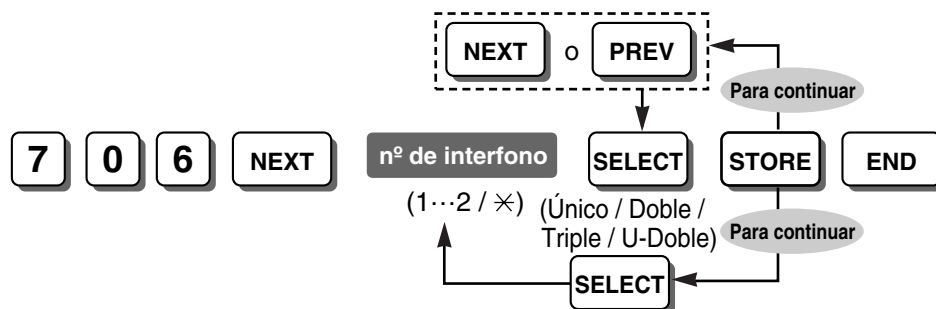 NEXT o PREV
Para continuar
7 0 6 NEXT nº de interfono SELECT STORE END
(1···2 / ✳) (Único / Doble /
Triple / U-Doble)
Para continuar
SELECT